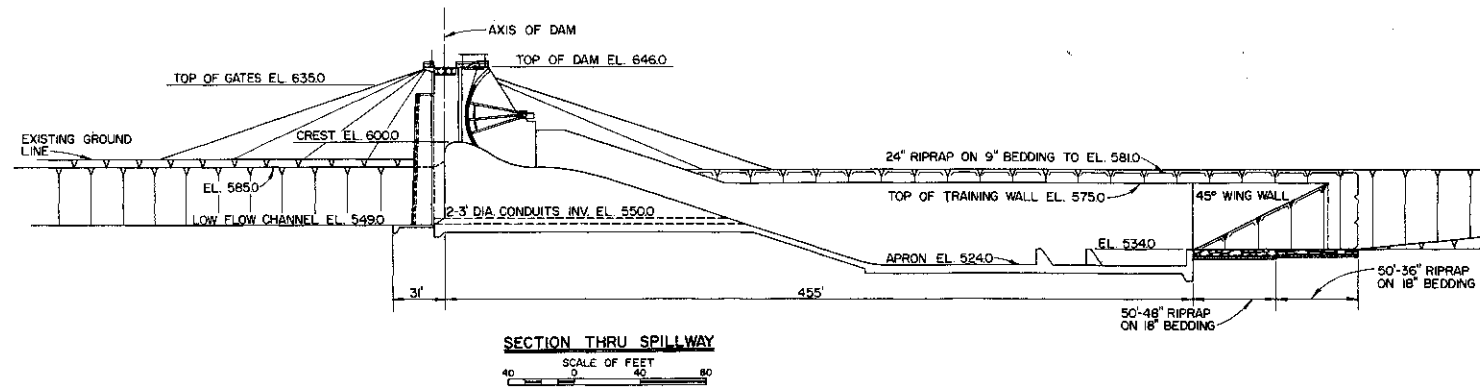 AXIS OF DAM
TOP OF DAM EL. 646.0
TOP OF GATES EL. 635.0
CREST EL. 600.0
EXISTING GROUND
LINE
EL. 585.0
LOW FLOW CHANNEL EL. 549.0
2-3' DIA. CONDUITS INV. EL. 550.0
24" RIPRAP ON 9" BEDDING TO EL. 581.0
TOP OF TRAINING WALL EL. 575.0
45° WING WALL
EL. 534.0
APRON EL. 524.0
31'
455'
50'-48" RIPRAP
ON 18" BEDDING
50'-36" RIPRAP
ON 18" BEDDING
SECTION THRU SPILLWAY
SCALE OF FEET
40 0 40 80